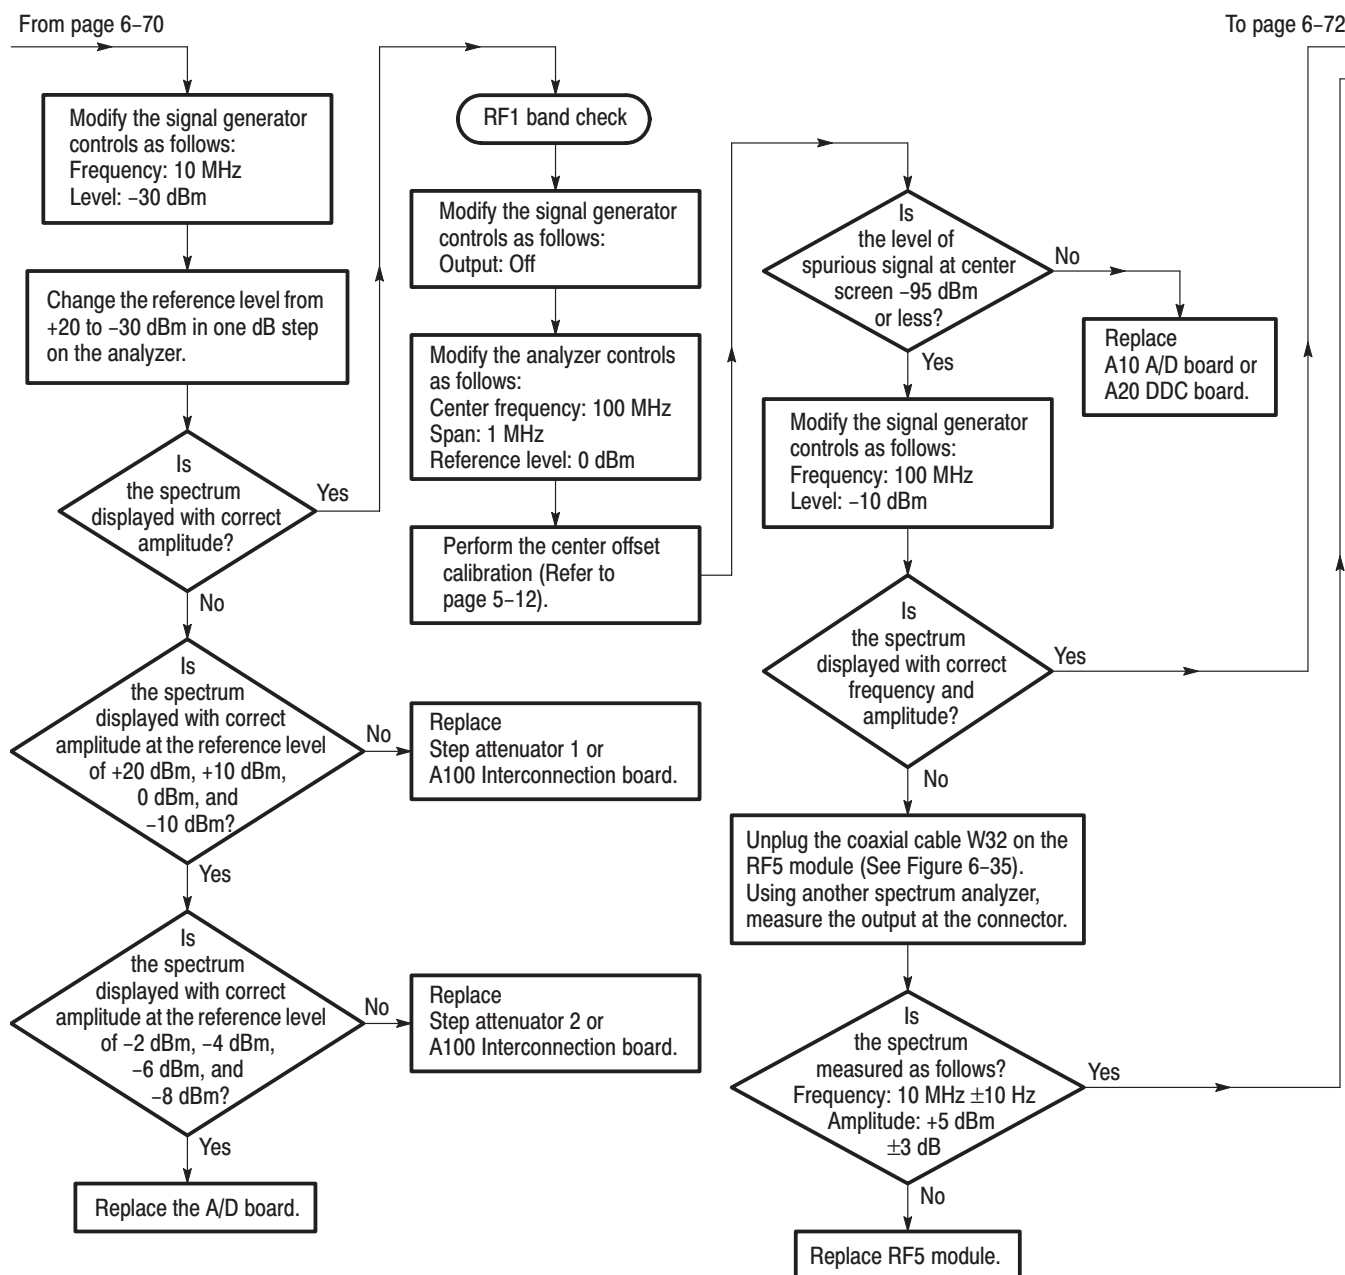 From page 6–70
Modify the signal generator
controls as follows:
Frequency: 10 MHz
Level: –30 dBm
Change the reference level from
+20 to –30 dBm in one dB step
on the analyzer.
Is
the spectrum
displayed with correct
amplitude?
Yes
No
Is
the spectrum
displayed with correct
amplitude at the reference level
of +20 dBm, +10 dBm,
0 dBm, and
–10 dBm?
No
Replace
Step attenuator 1 or
A100 Interconnection board.
Yes
Is
the spectrum
displayed with correct
amplitude at the reference level
of –2 dBm, –4 dBm,
–6 dBm, and
–8 dBm?
No
Replace
Step attenuator 2 or
A100 Interconnection board.
Yes
Replace the A/D board.
RF1 band check
Modify the signal generator
controls as follows:
Output: Off
Modify the analyzer controls
as follows:
Center frequency: 100 MHz
Span: 1 MHz
Reference level: 0 dBm
Perform the center offset
calibration (Refer to
page 5–12).
To page 6–72
Is
the level of
spurious signal at center
screen –95 dBm
or less?
No
Replace
A10 A/D board or
A20 DDC board.
Yes
Modify the signal generator
controls as follows:
Frequency: 100 MHz
Level: –10 dBm
Is
the spectrum
displayed with correct
frequency and
amplitude?
Yes
No
Unplug the coaxial cable W32 on the
RF5 module (See Figure 6–35).
Using another spectrum analyzer,
measure the output at the connector.
Is
the spectrum
measured as follows?
Frequency: 10 MHz ±10 Hz
Amplitude: +5 dBm
±3 dB
Yes
No
Replace RF5 module.